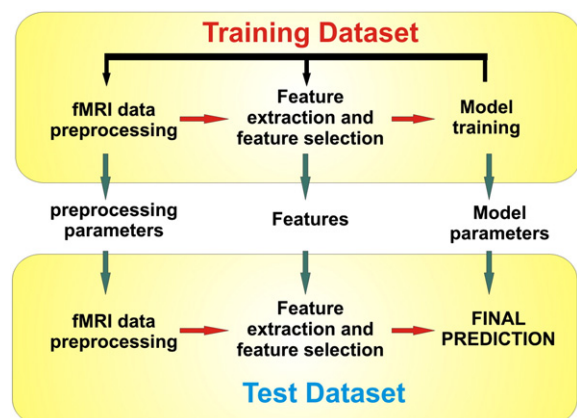 Training Dataset
fMRI data
preprocessing
Feature
extraction and
feature selection
Model
training
preprocessing
parameters
Features
Model
parameters
fMRI data
preprocessing
Feature
extraction and
feature selection
FINAL
PREDICTION
Test Dataset